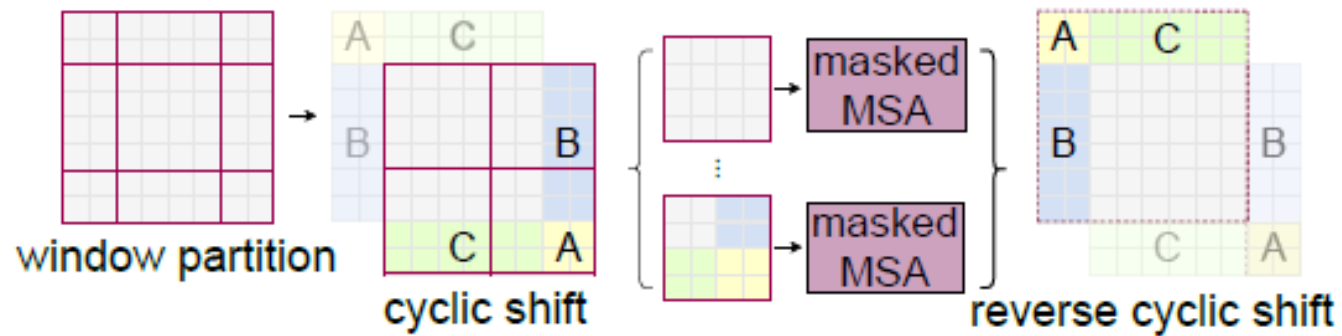 A C
B
B
C A
window partition
cyclic shift
masked
MSA
...
masked
MSA
A C
B B
C A
reverse cyclic shift